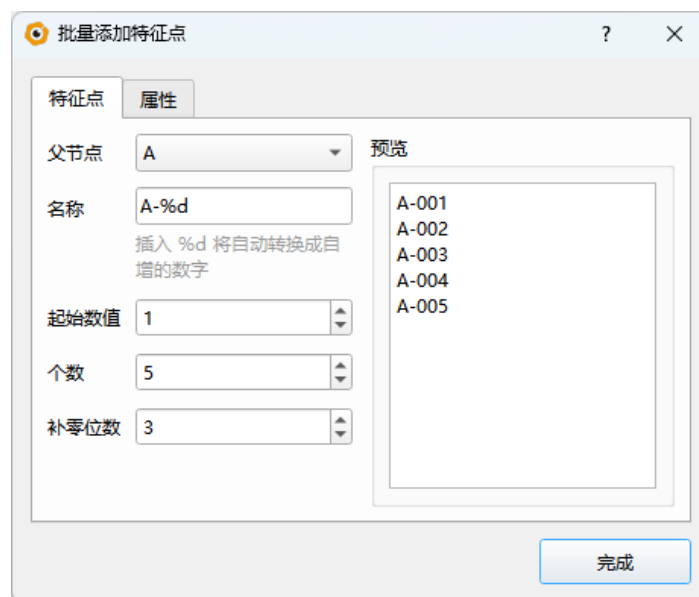 批量添加特征点
?
特征点
属性
父节点
A
预览
名称
A-%d
插入 %d 将自动转换成自
增的数字
起始数值
1
个数
5
补零位数
3
A-001
A-002
A-003
A-004
A-005
完成